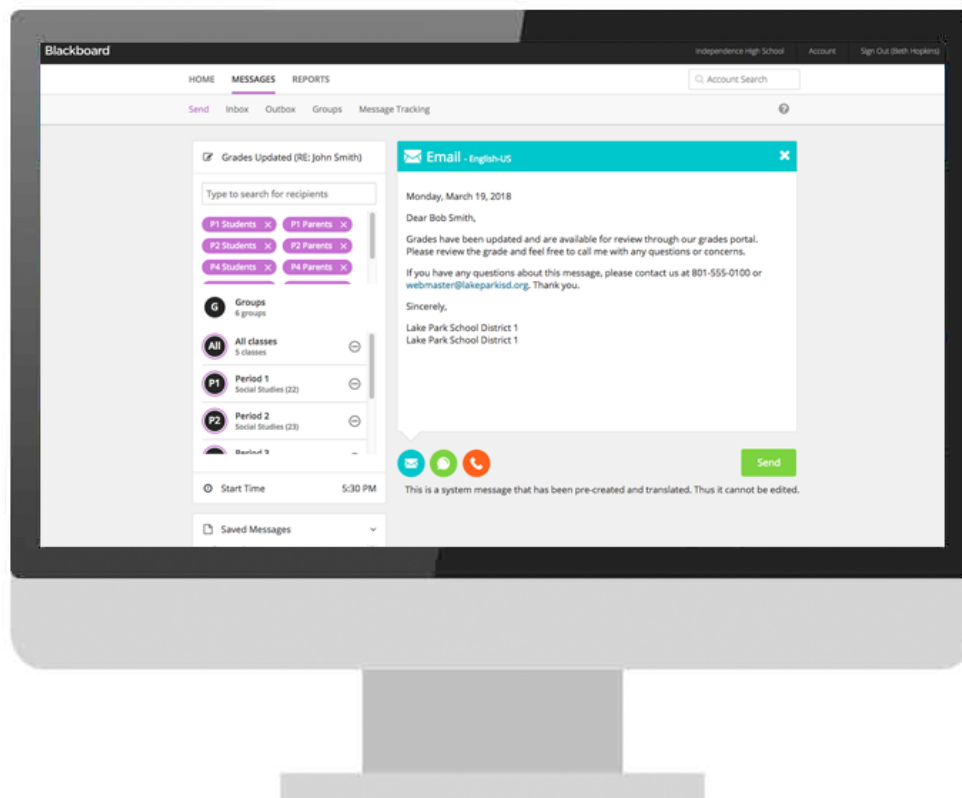 Blackboard
Independence High School Account Sign Out (Beth Hopkins)
HOME MESSAGES REPORTS
Account Search
Send Inbox Outbox Groups Message Tracking
?
Grades Updated (RE: John Smith)
Type to search for recipients
P1 Students X P1 Parents X
P2 Students X P2 Parents X
P4 Students X P4 Parents X
G Groups
6 groups
All All classes
5 classes
P1 Period 1
Social Studies (22)
P2 Period 2
Social Studies (23)
Period 3
Start Time 5:30 PM
Saved Messages
Email - English-US
Monday, March 19, 2018
Dear Bob Smith,
Grades have been updated and are available for review through our grades portal.
Please review the grade and feel free to call me with any questions or concerns.
If you have any questions about this message, please contact us at 801-555-0100 or
webmaster@lakeparkisd.org. Thank you.
Sincerely,
Lake Park School District 1
Lake Park School District 1
Send
This is a system message that has been pre-created and translated. Thus it cannot be edited.